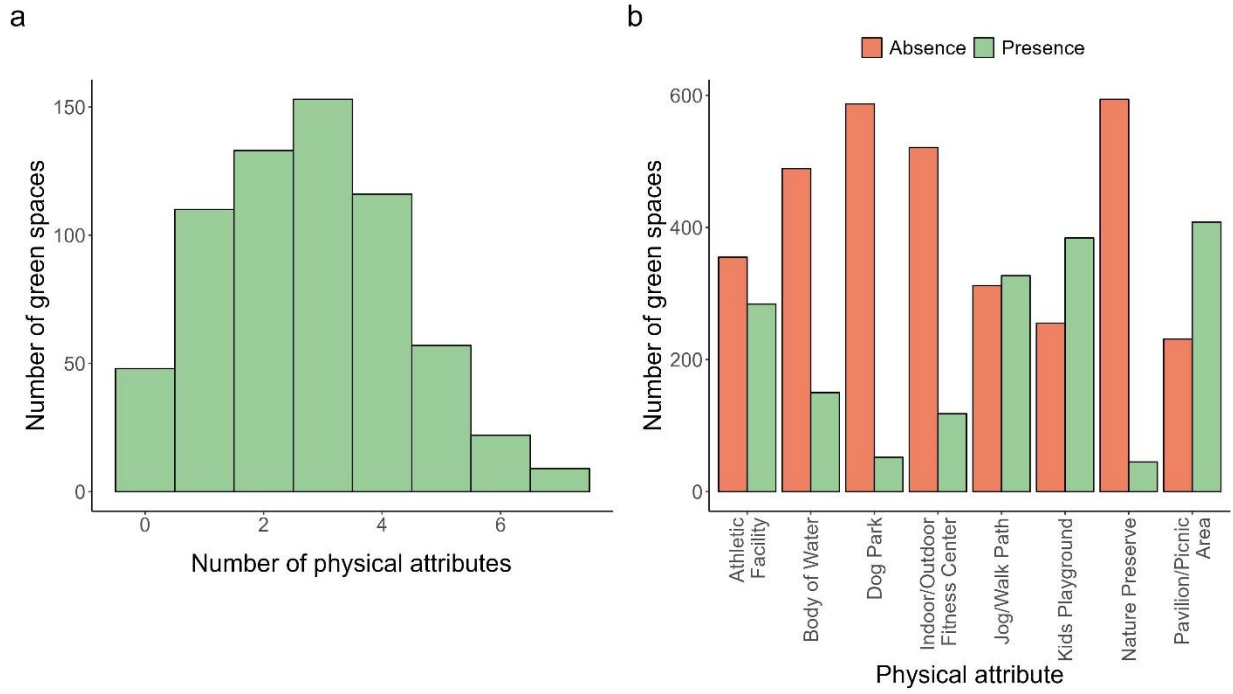 a
Number of green spaces
150
100
50
0
0 2 4 6
Number of physical attributes
b
Absence Presence
Number of green spaces
600
400
200
0
Athletic
Facility
Body of Water
Dog Park
Indoor/Outdoor
Fitness Center
Jog/Walk Path
Kids Playground
Nature Preserve
Pavilion/Picnic
Area
Physical attribute